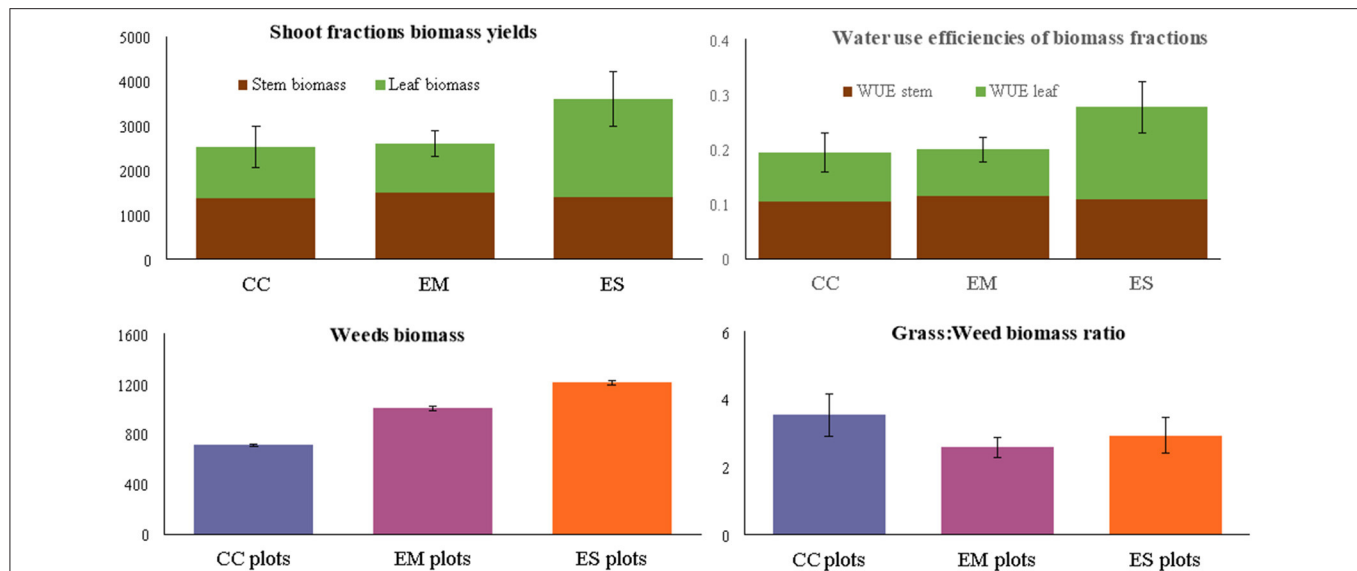 Shoot fractions biomass yields
5000
4000
3000
2000
1000
0
Stem biomass Leaf biomass
CC EM ES
Water use efficiencies of biomass fractions
0.4
0.3
0.2
0.1
0
WUE stem WUE leaf
CC EM ES
Weeds biomass
1600
1200
800
400
0
CC plots EM plots ES plots
Grass:Weed biomass ratio
6
4
2
0
CC plots EM plots ES plots